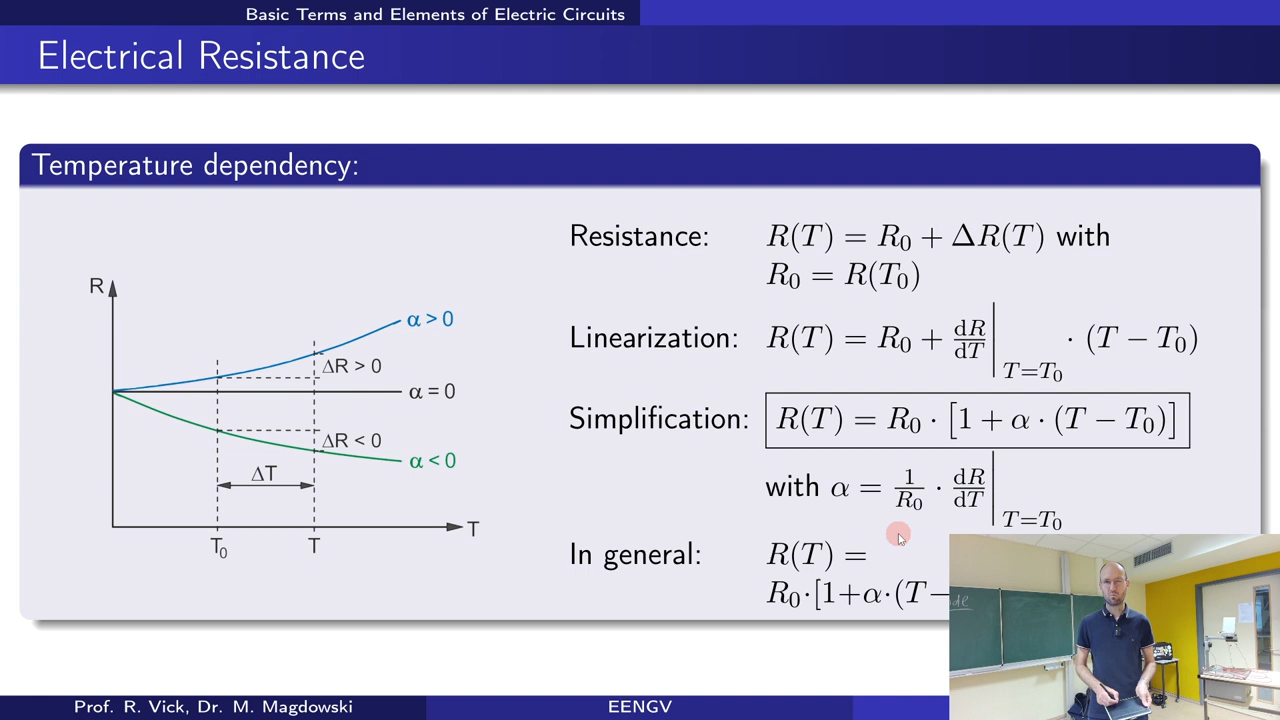 Basic Terms and Elements of Electric Circuits
Electrical Resistance
Temperature dependency:
R
α > 0
ΔR > 0
α = 0
ΔR < 0
α < 0
ΔT
T
T₀ T
Resistance: R(T) = R₀ + ΔR(T) with
R₀ = R(T₀)
Linearization: R(T) = R₀ + dR/dT |T=T₀ · (T − T₀)
Simplification: R(T) = R₀ · [1 + α · (T − T₀)]
with α = 1/R₀ · dR/dT |T=T₀
In general: R(T) =
R₀·[1+α·(T−
Prof. R. Vick, Dr. M. Magdowski EENGV